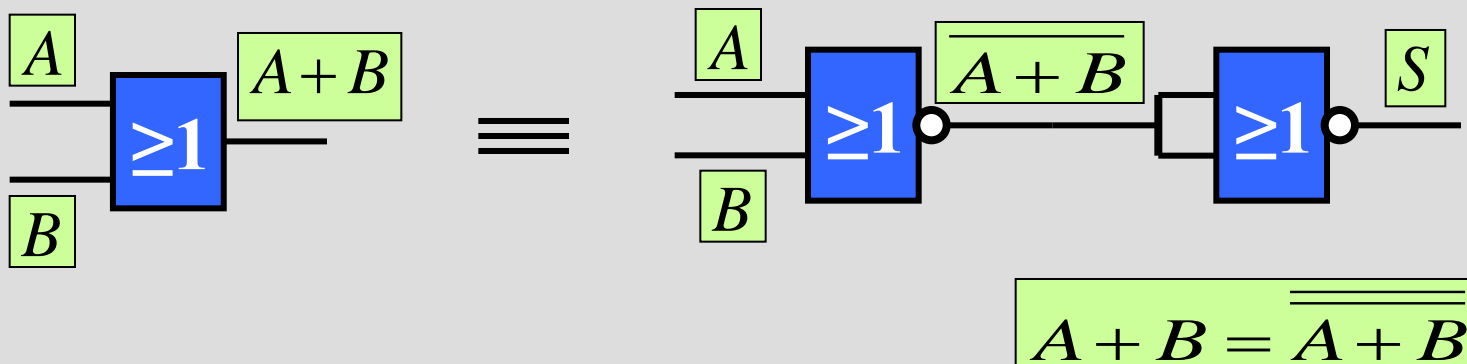 A
B
≥1
A + B
≡
A
B
≥1
A̅ ̅+̅ ̅B̅
≥1
S
A + B = A̿ ̿+̿ ̿B̿